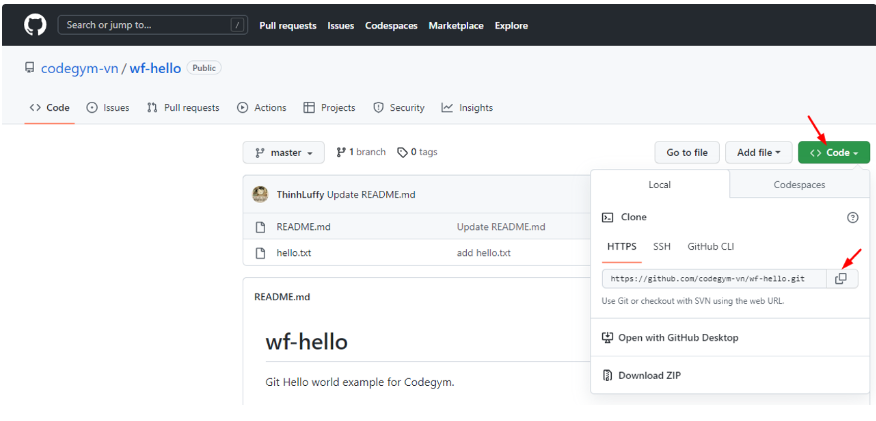 Search or jump to... / Pull requests Issues Codespaces Marketplace Explore
codegym-vn / wf-hello Public
<> Code Issues Pull requests Actions Projects Security Insights
master 1 branch 0 tags Go to file Add file <> Code
Local Codespaces
ThinhLuffy Update README.md
Clone
README.md Update README.md
HTTPS SSH GitHub CLI
hello.txt add hello.txt
https://github.com/codegym-vn/wf-hello.git
Use Git or checkout with SVN using the web URL.
README.md
Open with GitHub Desktop
wf-hello
Download ZIP
Git Hello world example for Codegym.